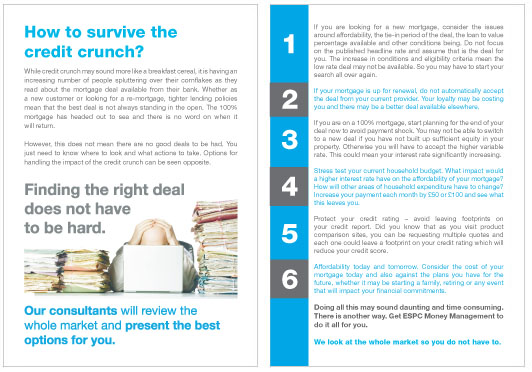 How to survive the
credit crunch?
While credit crunch may sound more like a breakfast cereal, it is having an
increasing number of people spluttering over their cornflakes as they
read about the mortgage deal available from their bank. Whether as
a new customer or looking for a re-mortgage, tighter lending policies
mean that the best deal is not always standing in the open. The 100%
mortgage has headed out to sea and there is no word on when it
will return.
However, this does not mean there are no good deals to be had. You
just need to know where to look and what actions to take. Options for
handling the impact of the credit crunch can be seen opposite.
Finding the right deal
does not have
to be hard.
Our consultants will review the
whole market and present the best
options for you.
1
If you are looking for a new mortgage, consider the issues
around affordability, the tie-in period of the deal, the loan to value
percentage available and other conditions being. Do not focus
on the published headline rate and assume that is the deal for
you. The increase in conditions and eligibility criteria mean the
low rate deal may not be available. So you may have to start your
search all over again.
2
If your mortgage is up for renewal, do not automatically accept
the deal from your current provider. Your loyalty may be costing
you and there may be a better deal available elsewhere.
3
If you are on a 100% mortgage, start planning for the end of your
deal now to avoid payment shock. You may not be able to switch
to a new deal if you have not built up sufficient equity in your
property. Otherwise you will have to accept the higher variable
rate. This could mean your interest rate significantly increasing.
4
Stress test your current household budget. What impact would
a higher interest rate have on the affordability of your mortgage?
How will other areas of household expenditure have to change?
Increase your payment each month by £50 or £100 and see what
this leaves you.
5
Protect your credit rating – avoid leaving footprints on
your credit report. Did you know that as you visit product
comparison sites, you can be requesting multiple quotes and
each one could leave a footprint on your credit rating which will
reduce your credit score.
6
Affordability today and tomorrow. Consider the cost of your
mortgage today and also against the plans you have for the
future, whether it may be starting a family, retiring or any event
that will impact your financial commitments.
Doing all this may sound daunting and time consuming.
There is another way. Get ESPC Money Management to
do it all for you.
We look at the whole market so you do not have to.